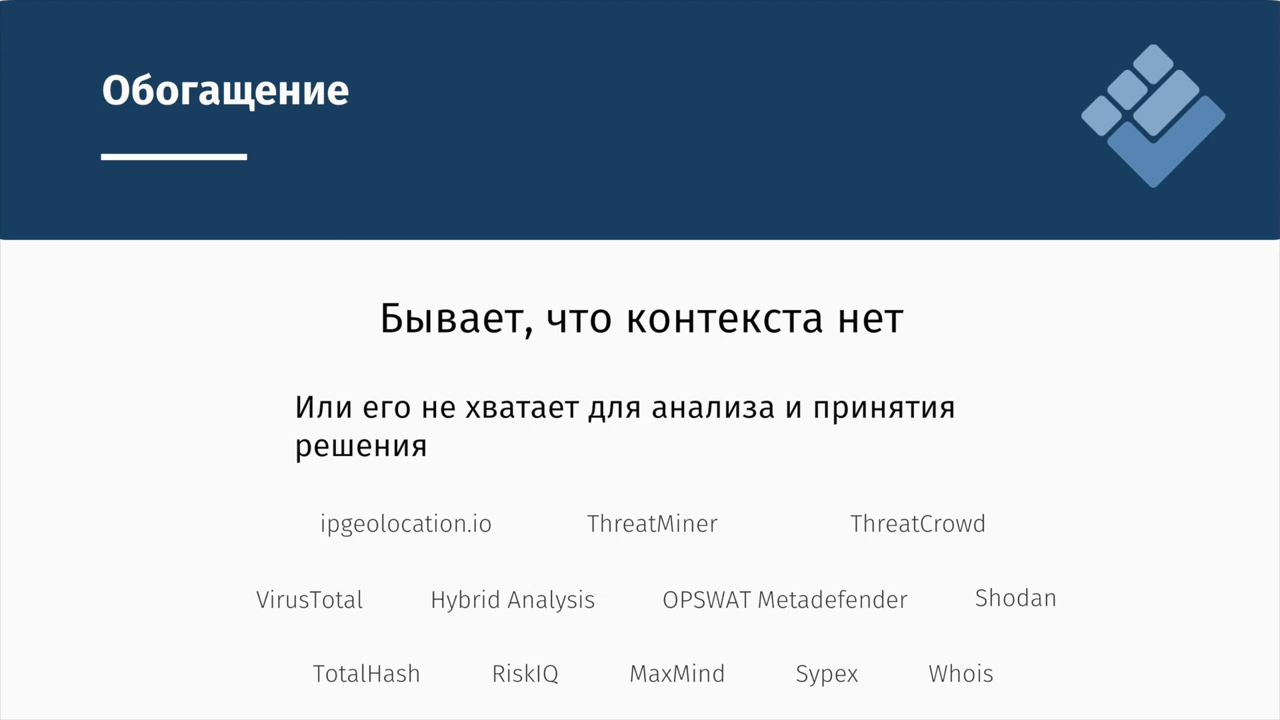 Обогащение
Бывает, что контекста нет
Или его не хватает для анализа и принятия
решения
ipgeolocation.io ThreatMiner ThreatCrowd
VirusTotal Hybrid Analysis OPSWAT Metadefender Shodan
TotalHash RiskIQ MaxMind Sypex Whois